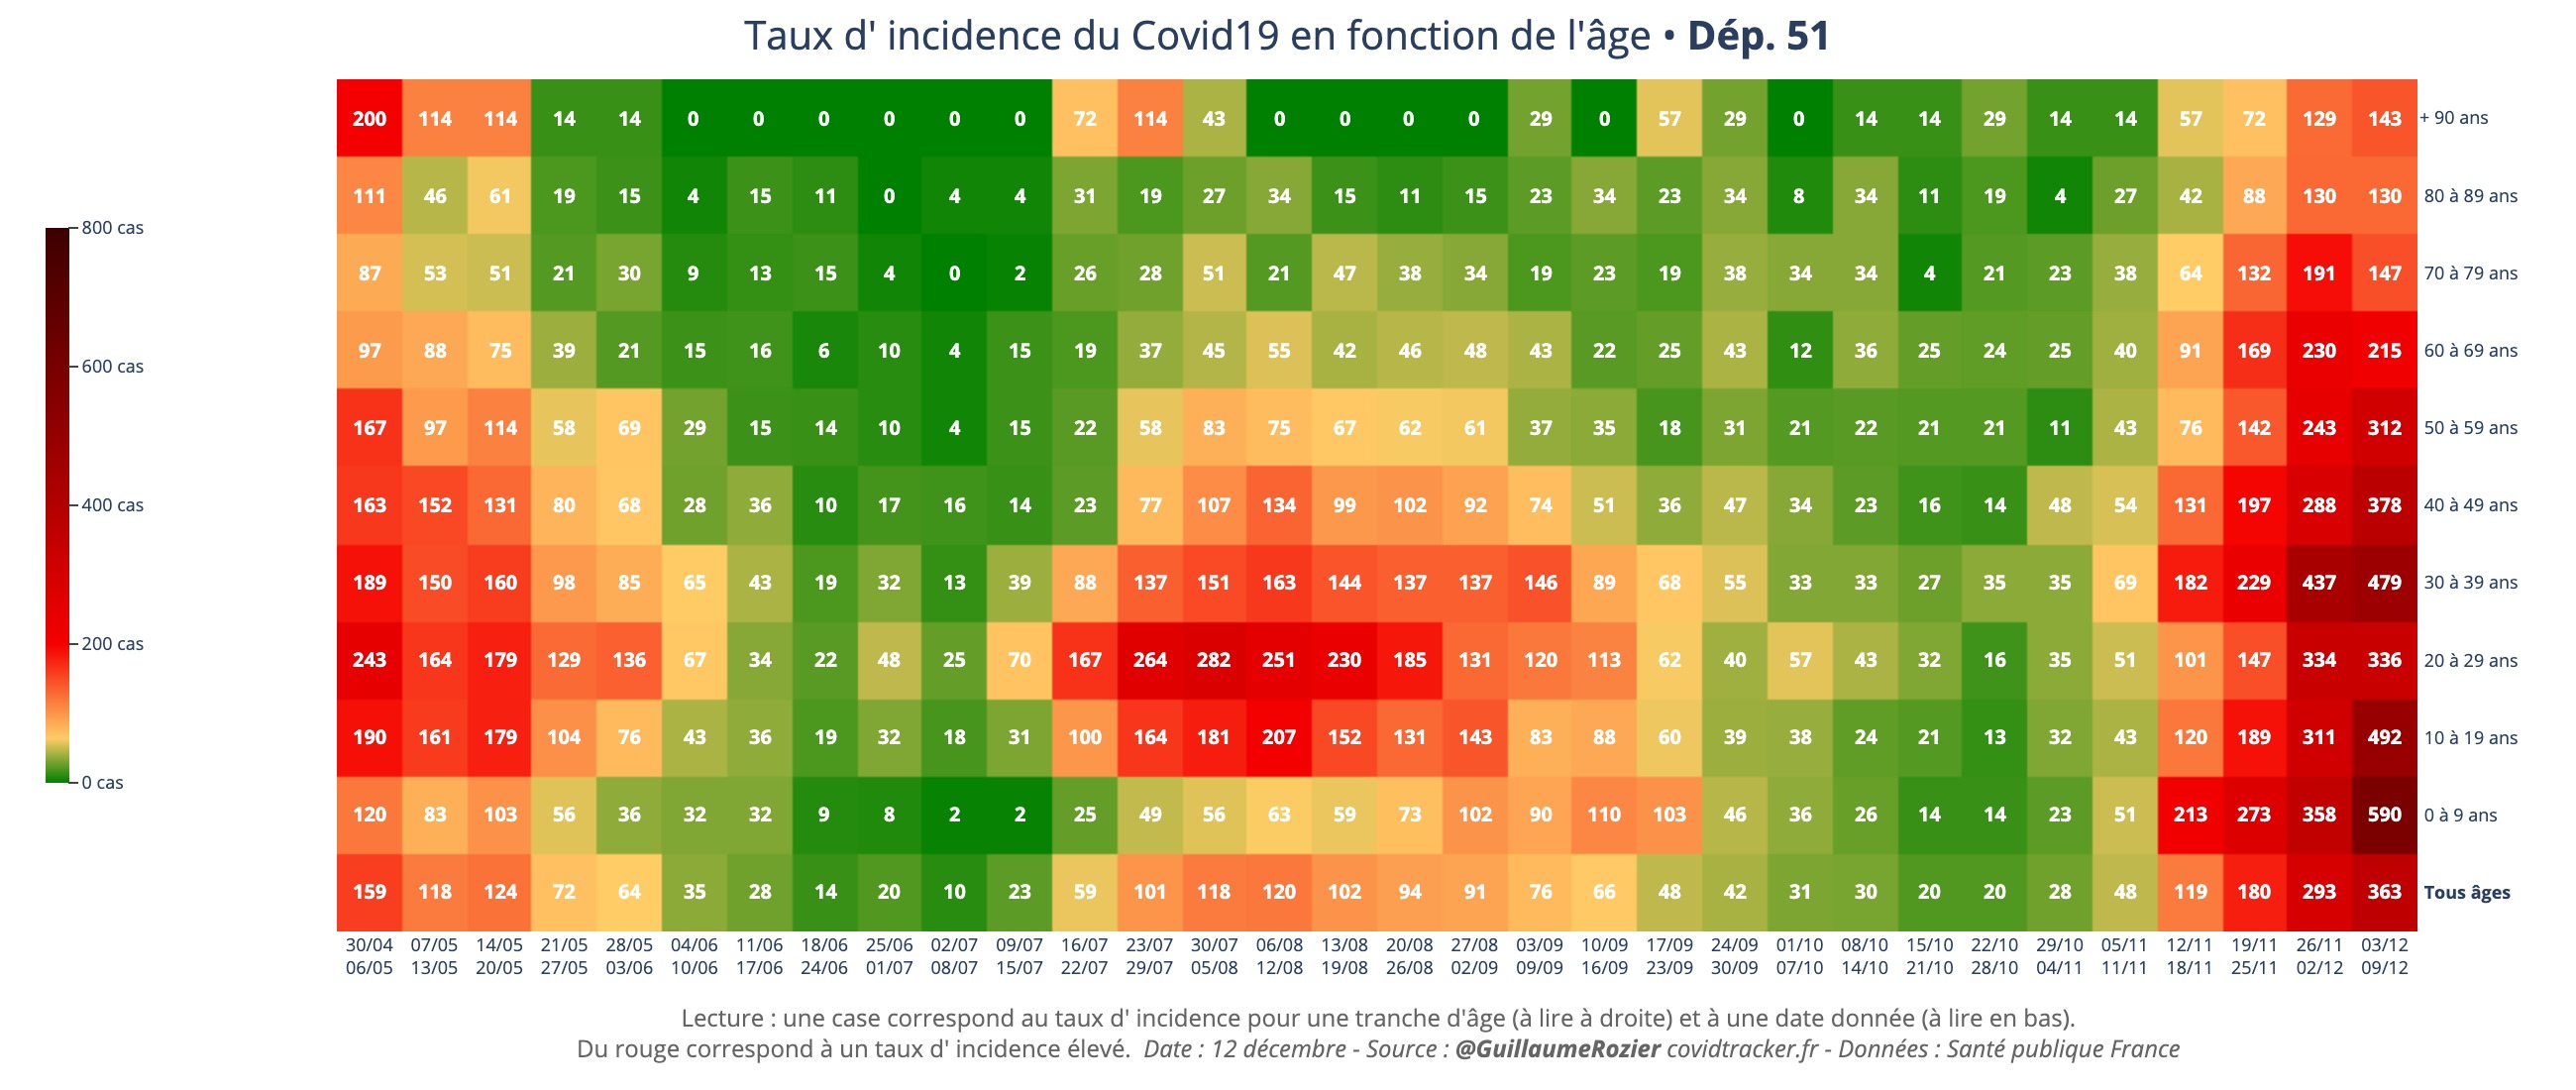 Taux d' incidence du Covid19 en fonction de l'âge • Dép. 51
200 114 114 14 14 0 0 0 0 0 0 72 114 43 0 0 0 0 29 0 57 29 0 14 14 29 14 14 57 72 129 143 + 90 ans
111 46 61 19 15 4 15 11 0 4 4 31 19 27 34 15 11 15 23 34 23 34 8 34 11 19 4 27 42 88 130 130 80 à 89 ans
87 53 51 21 30 9 13 15 4 0 2 26 28 51 21 47 38 34 19 23 19 38 34 34 4 21 23 38 64 132 191 147 70 à 79 ans
97 88 75 39 21 15 16 6 10 4 15 19 37 45 55 42 46 48 43 22 25 43 12 36 25 24 25 40 91 169 230 215 60 à 69 ans
167 97 114 58 69 29 15 14 10 4 15 22 58 83 75 67 62 61 37 35 18 31 21 22 21 21 11 43 76 142 243 312 50 à 59 ans
163 152 131 80 68 28 36 10 17 16 14 23 77 107 134 99 102 92 74 51 36 47 34 23 16 14 48 54 131 197 288 378 40 à 49 ans
189 150 160 98 85 65 43 19 32 13 39 88 137 151 163 144 137 137 146 89 68 55 33 33 27 35 35 69 182 229 437 479 30 à 39 ans
243 164 179 129 136 67 34 22 48 25 70 167 264 282 251 230 185 131 120 113 62 40 57 43 32 16 35 51 101 147 334 336 20 à 29 ans
190 161 179 104 76 43 36 19 32 18 31 100 164 181 207 152 131 143 83 88 60 39 38 24 21 13 32 43 120 189 311 492 10 à 19 ans
120 83 103 56 36 32 32 9 8 2 2 25 49 56 63 59 73 102 90 110 103 46 36 26 14 14 23 51 213 273 358 590 0 à 9 ans
159 118 124 72 64 35 28 14 20 10 23 59 101 118 120 102 94 91 76 66 48 42 31 30 20 20 28 48 119 180 293 363 Tous âges
30/04 07/05 14/05 21/05 28/05 04/06 11/06 18/06 25/06 02/07 09/07 16/07 23/07 30/07 06/08 13/08 20/08 27/08 03/09 10/09 17/09 24/09 01/10 08/10 15/10 22/10 29/10 05/11 12/11 19/11 26/11 03/12
06/05 13/05 20/05 27/05 03/06 10/06 17/06 24/06 01/07 08/07 15/07 22/07 29/07 05/08 12/08 19/08 26/08 02/09 09/09 16/09 23/09 30/09 07/10 14/10 21/10 28/10 04/11 11/11 18/11 25/11 02/12 09/12
800 cas
600 cas
400 cas
200 cas
0 cas
Lecture : une case correspond au taux d' incidence pour une tranche d'âge (à lire à droite) et à une date donnée (à lire en bas).
Du rouge correspond à un taux d' incidence élevé. Date : 12 décembre - Source : @GuillaumeRozier covidtracker.fr - Données : Santé publique France